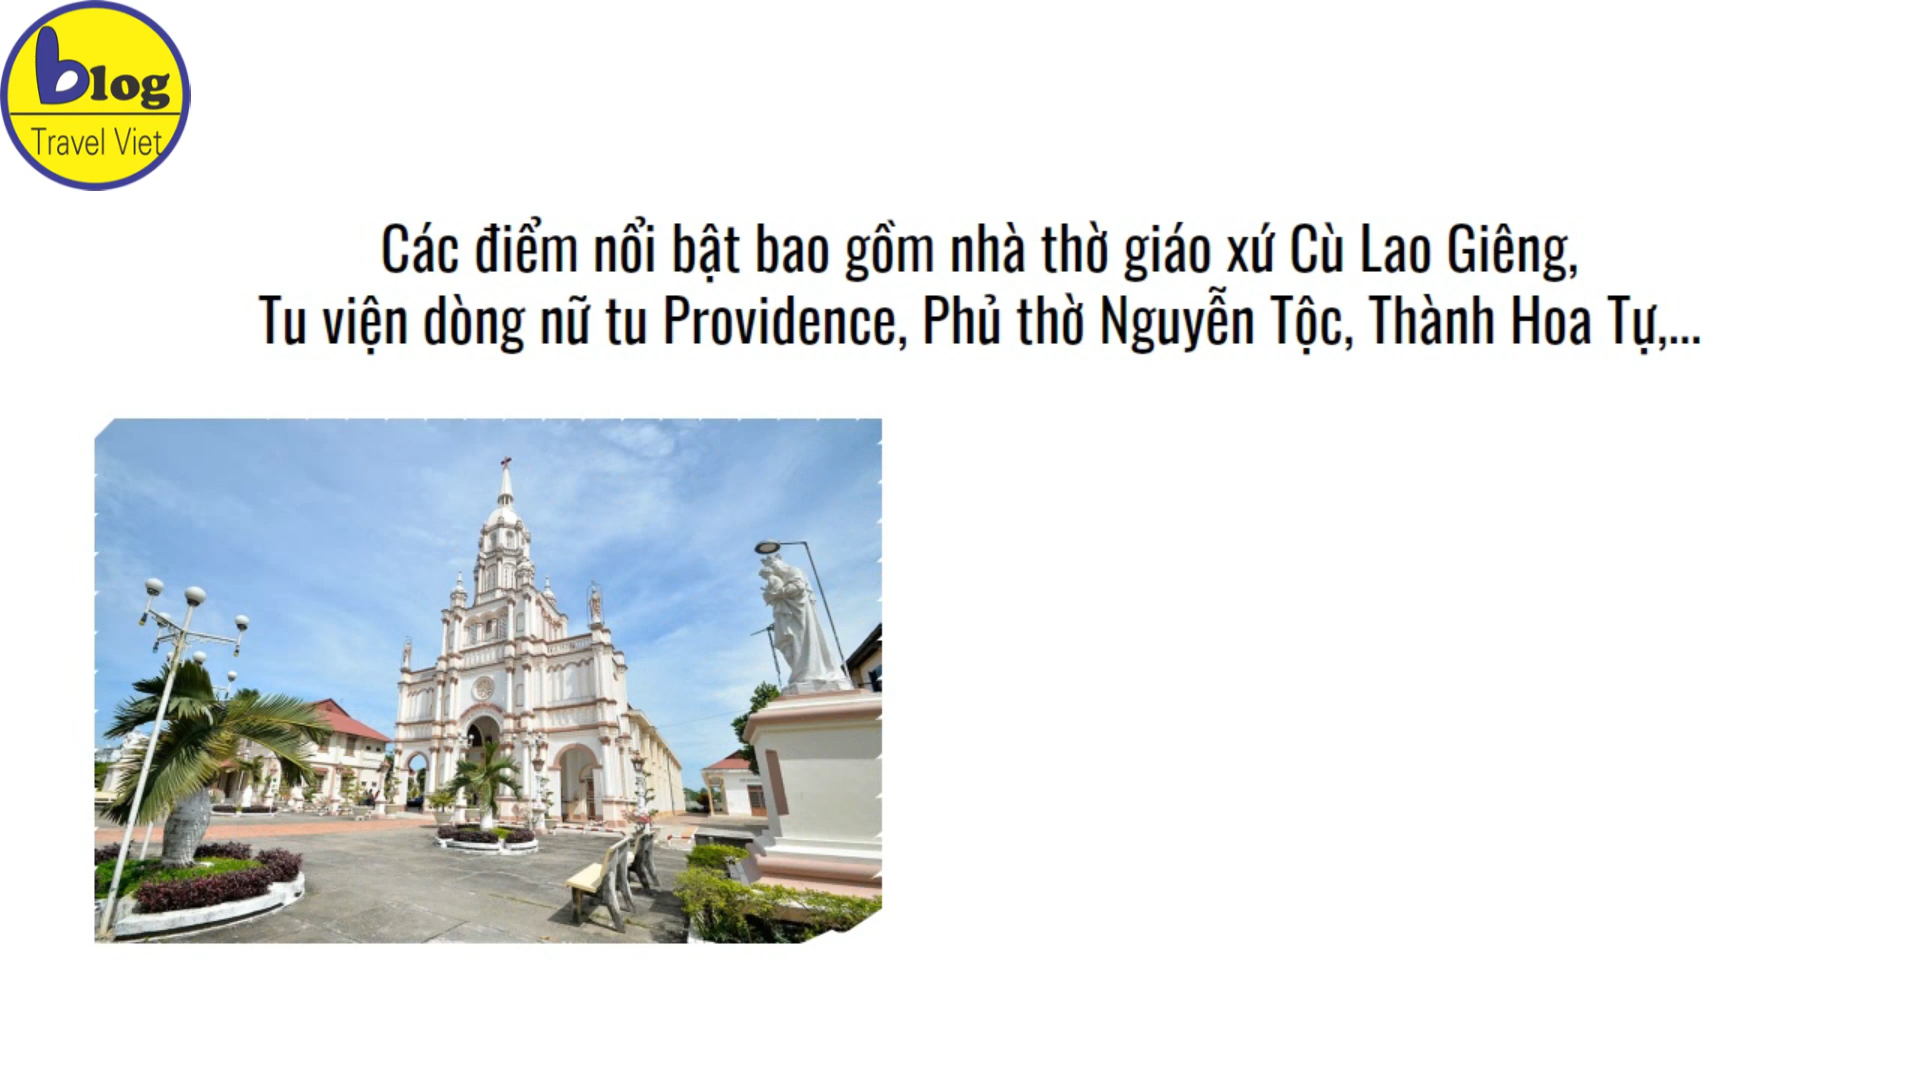 blog
Travel Viet
Các điểm nổi bật bao gồm nhà thờ giáo xứ Cù Lao Giêng,
Tu viện dòng nữ tu Providence, Phủ thờ Nguyễn Tộc, Thành Hoa Tự,...